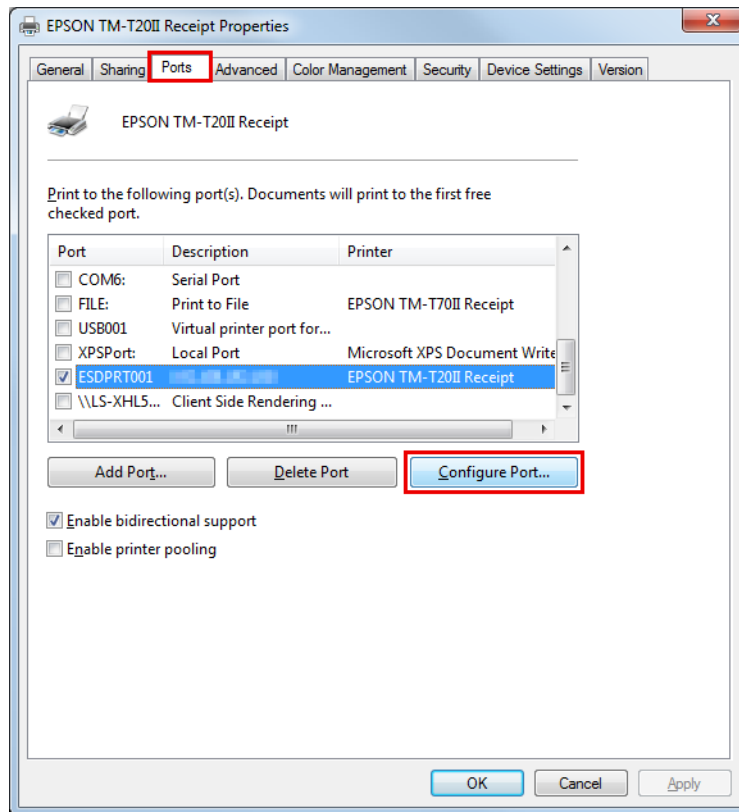 EPSON TM-T20II Receipt Properties
General Sharing Ports Advanced Color Management Security Device Settings Version
EPSON TM-T20II Receipt
Print to the following port(s). Documents will print to the first free
checked port.
Port Description Printer
COM6: Serial Port
FILE: Print to File EPSON TM-T70II Receipt
USB001 Virtual printer port for...
XPSPort: Local Port Microsoft XPS Document Write
ESDPRT001 EPSON TM-T20II Receipt
\\LS-XHL5... Client Side Rendering ...
Add Port... Delete Port Configure Port...
Enable bidirectional support
Enable printer pooling
OK Cancel Apply